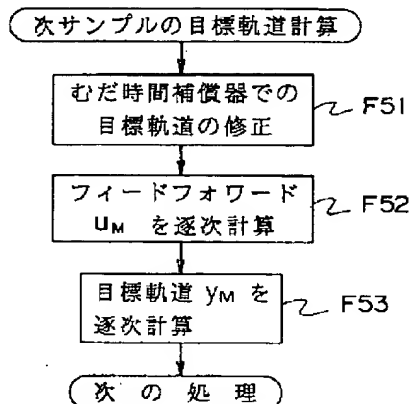 次サンプルの目標軌道計算
むだ時間補償器での
目標軌道の修正
F51
フィードフォワード
uM を逐次計算
F52
目標軌道 yM を
逐次計算
F53
次の処理